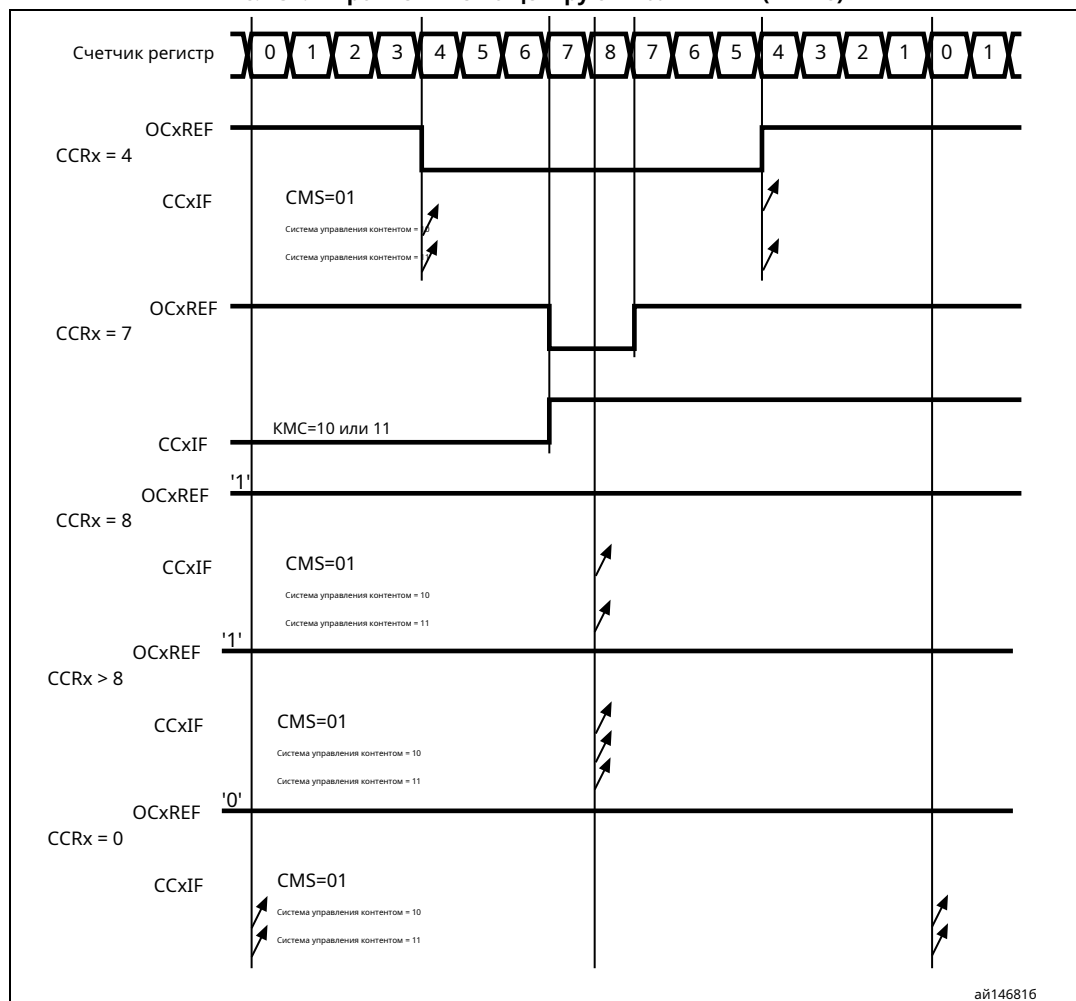 Счетчик регистр 0 1 2 3 4 5 6 7 8 7 6 5 4 3 2 1 0 1
OCxREF
CCRx = 4
CCxIF
CMS=01
Система управления контентом =
Система управления контентом =
OCxREF
CCRx = 7
КМС=10 или 11
CCxIF
'1'
OCxREF
CCRx = 8
CCxIF
CMS=01
Система управления контентом = 10
Система управления контентом = 11
'1'
OCxREF
CCRx > 8
CCxIF
CMS=01
Система управления контентом = 10
Система управления контентом = 11
'0'
OCxREF
CCRx = 0
CCxIF
CMS=01
Система управления контентом = 10
Система управления контентом = 11
ай14681б